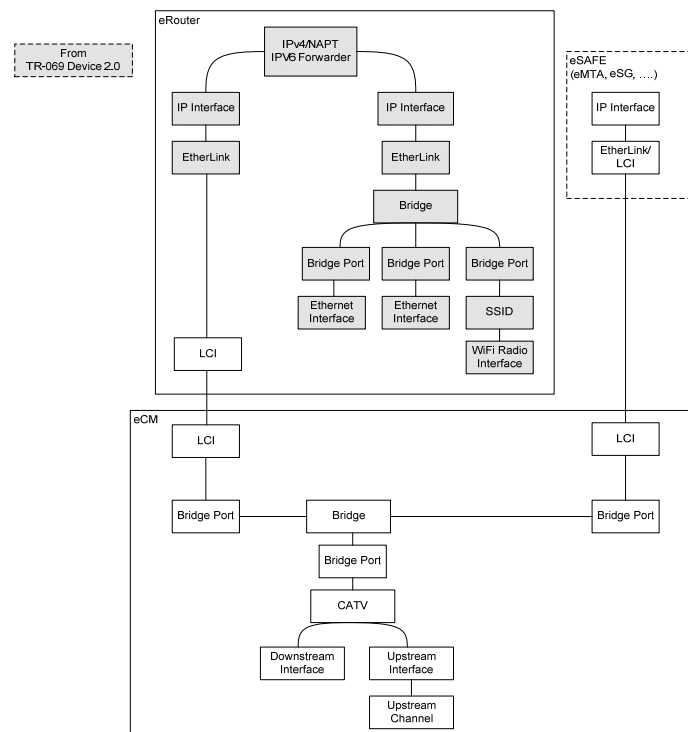 eRouter
From
TR-069 Device 2.0
IPv4/NAPT
IPV6 Forwarder
eSAFE
(eMTA, eSG, ....)
IP Interface
IP Interface
IP Interface
EtherLink
EtherLink
EtherLink/
LCI
Bridge
Bridge Port
Bridge Port
Bridge Port
Ethernet
Interface
Ethernet
Interface
SSID
WiFi Radio
Interface
LCI
eCM
LCI
LCI
Bridge Port
Bridge
Bridge Port
Bridge Port
CATV
Downstream
Interface
Upstream
Interface
Upstream
Channel